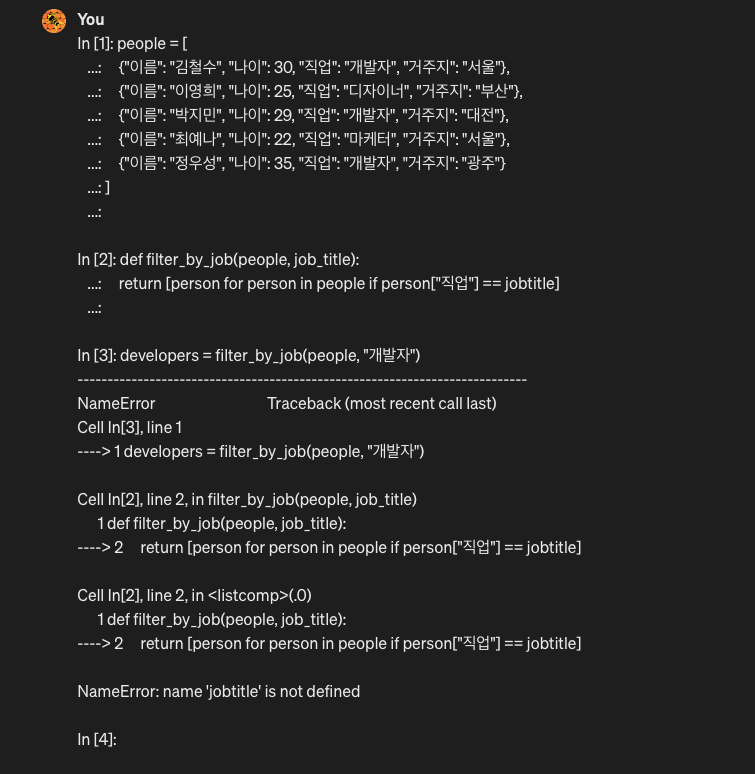 You
In [1]: people = [
   ...:     {"이름": "김철수", "나이": 30, "직업": "개발자", "거주지": "서울"},
   ...:     {"이름": "이영희", "나이": 25, "직업": "디자이너", "거주지": "부산"},
   ...:     {"이름": "박지민", "나이": 29, "직업": "개발자", "거주지": "대전"},
   ...:     {"이름": "최예나", "나이": 22, "직업": "마케터", "거주지": "서울"},
   ...:     {"이름": "정우성", "나이": 35, "직업": "개발자", "거주지": "광주"}
   ...: ]
   ...:
In [2]: def filter_by_job(people, job_title):
   ...:     return [person for person in people if person["직업"] == jobtitle]
   ...:
In [3]: developers = filter_by_job(people, "개발자")
---------------------------------------------------------------------------
NameError                                 Traceback (most recent call last)
Cell In[3], line 1
----> 1 developers = filter_by_job(people, "개발자")
Cell In[2], line 2, in filter_by_job(people, job_title)
      1 def filter_by_job(people, job_title):
----> 2     return [person for person in people if person["직업"] == jobtitle]
Cell In[2], line 2, in <listcomp>(.0)
      1 def filter_by_job(people, job_title):
----> 2     return [person for person in people if person["직업"] == jobtitle]
NameError: name 'jobtitle' is not defined
In [4]: